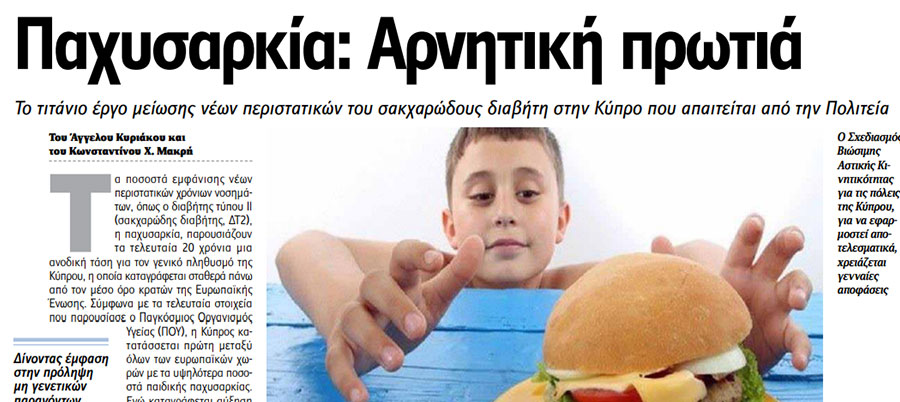 Παχυσαρκία: Αρνητική πρωτιά
Το τιτάνιο έργο μείωσης νέων περιστατικών του σακχαρώδους διαβήτη στην Κύπρο που απαιτείται από την Πολιτεία
Του Άγγελου Κυριάκου και
του Κωνσταντίνου Χ. Μακρή
Τα ποσοστά εμφάνισης νέων
περιστατικών χρόνιων νοσημά-
των, όπως ο διαβήτης τύπου ΙΙ
(σακχαρώδης διαβήτης, ΔΤ2),
η παχυσαρκία, παρουσιάζουν
τα τελευταία 20 χρόνια μια
ανοδική τάση για τον γενικό πληθυσμό της
Κύπρου, η οποία καταγράφεται σταθερά πάνω
από τον μέσο όρο κρατών της Ευρωπαϊκής
Ένωσης. Σύμφωνα με τα τελευταία στοιχεία
που παρουσίασε ο Παγκόσμιος Οργανισμός
Υγείας (ΠΟΥ), η Κύπρος κα-
τατάσσεται πρώτη μεταξύ
όλων των ευρωπαϊκών χω-
ρών με τα υψηλότερα ποσο-
στά παιδικής παχυσαρκίας.
Ενώ καταγράφεται αύξηση
Δίνοντας έμφαση
στην πρόληψη
μη γενετικών
παραγόντων
Ο Σχεδιασμός
Βιώσιμης
Αστικής Κι-
νητικότητας
για τις πόλεις
της Κύπρου,
για να εφαρ-
μοστεί απο-
τελεσματικά,
χρειάζεται
γενναίες
αποφάσεις